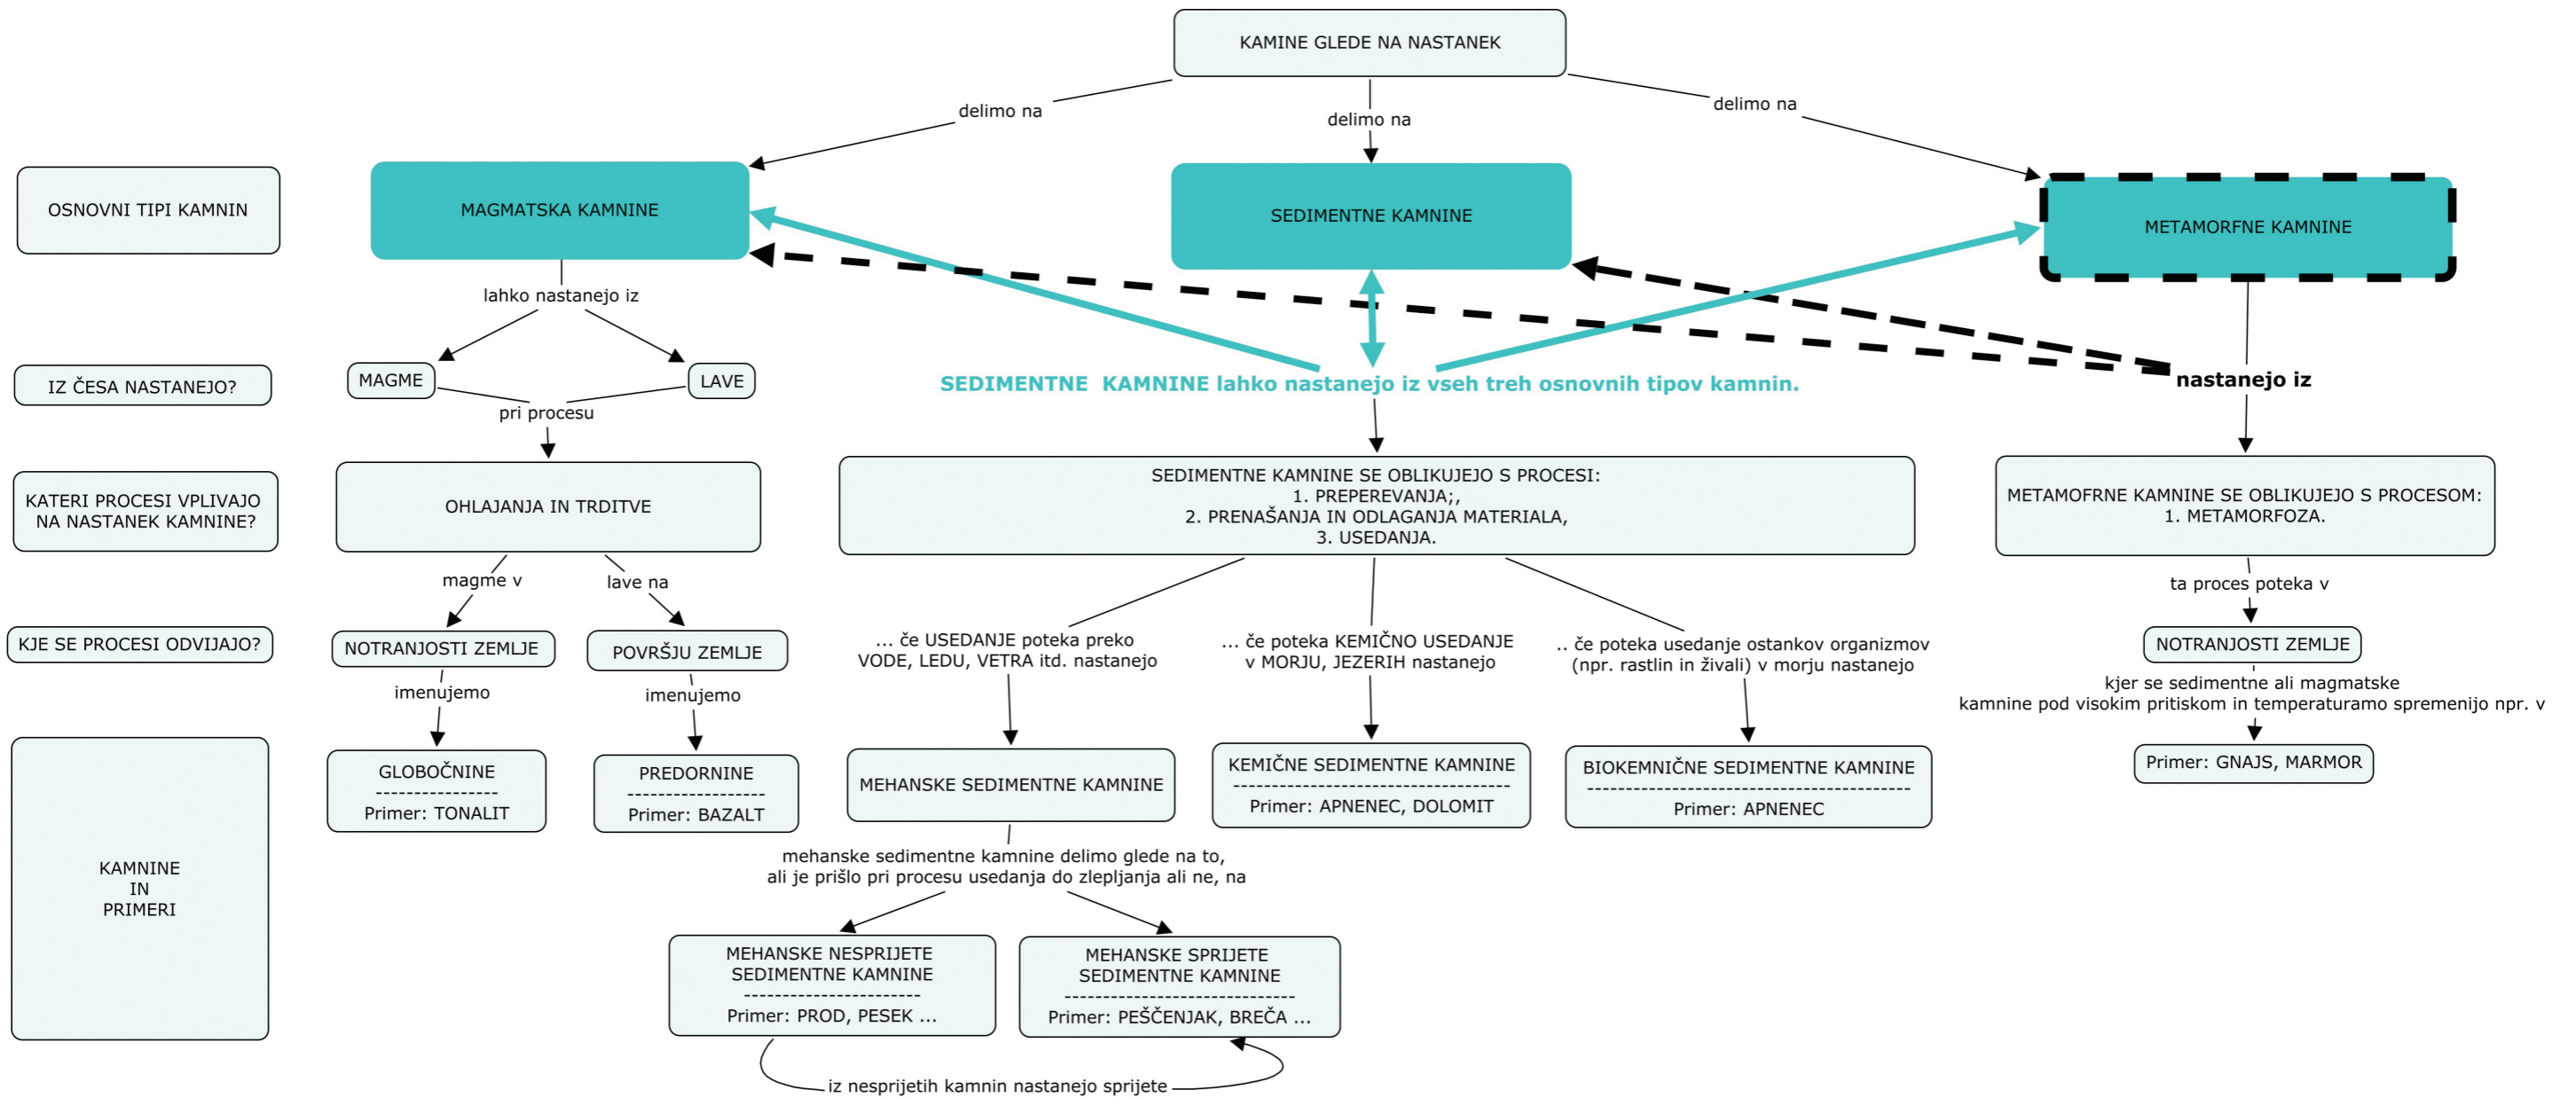 KAMINE GLEDE NA NASTANEK
delimo na
delimo na
delimo na
OSNOVNI TIPI KAMNIN
MAGMATSKA KAMNINE
SEDIMENTNE KAMNINE
METAMORFNE KAMNINE
lahko nastanejo iz
IZ ČESA NASTANEJO?
MAGME
LAVE
SEDIMENTNE KAMNINE lahko nastanejo iz vseh treh osnovnih tipov kamnin.
nastanejo iz
pri procesu
KATERI PROCESI VPLIVAJO
NA NASTANEK KAMNINE?
OHLAJANJA IN TRDITVE
SEDIMENTNE KAMNINE SE OBLIKUJEJO S PROCESI:
1. PREPEREVANJA;,
2. PRENAŠANJA IN ODLAGANJA MATERIALA,
3. USEDANJA.
METAMOFRNE KAMNINE SE OBLIKUJEJO S PROCESOM:
1. METAMORFOZA.
magme v
lave na
ta proces poteka v
KJE SE PROCESI ODVIJAJO?
NOTRANJOSTI ZEMLJE
POVRŠJU ZEMLJE
... če USEDANJE poteka preko
VODE, LEDU, VETRA itd. nastanejo
... če poteka KEMIČNO USEDANJE
v MORJU, JEZERIH nastanejo
.. če poteka usedanje ostankov organizmov
(npr. rastlin in živali) v morju nastanejo
NOTRANJOSTI ZEMLJE
imenujemo
imenujemo
kjer se sedimentne ali magmatske
kamnine pod visokim pritiskom in temperaturamo spremenijo npr. v
KAMNINE
IN
PRIMERI
GLOBOČNINE
----------------
Primer: TONALIT
PREDORNINE
------------------
Primer: BAZALT
MEHANSKE SEDIMENTNE KAMNINE
KEMIČNE SEDIMENTNE KAMNINE
------------------------------------
Primer: APNENEC, DOLOMIT
BIOKEMNIČNE SEDIMENTNE KAMNINE
------------------------------------------
Primer: APNENEC
Primer: GNAJS, MARMOR
mehanske sedimentne kamnine delimo glede na to,
ali je prišlo pri procesu usedanja do zlepljanja ali ne, na
MEHANSKE NESPRIJETE
SEDIMENTNE KAMNINE
-----------------------
Primer: PROD, PESEK ...
MEHANSKE SPRIJETE
SEDIMENTNE KAMNINE
------------------------------
Primer: PEŠČENJAK, BREČA ...
iz nesprijetih kamnin nastanejo sprijete